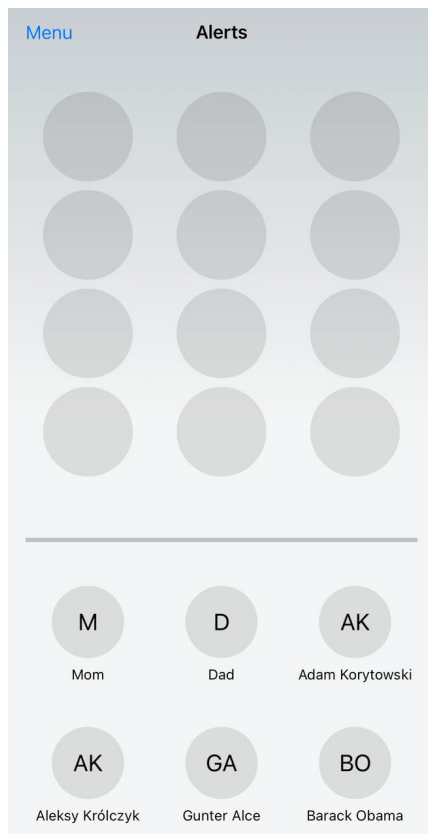 Menu Alerts
M D AK
Mom Dad Adam Korytowski
AK GA BO
Aleksy Królczyk Gunter Alce Barack Obama